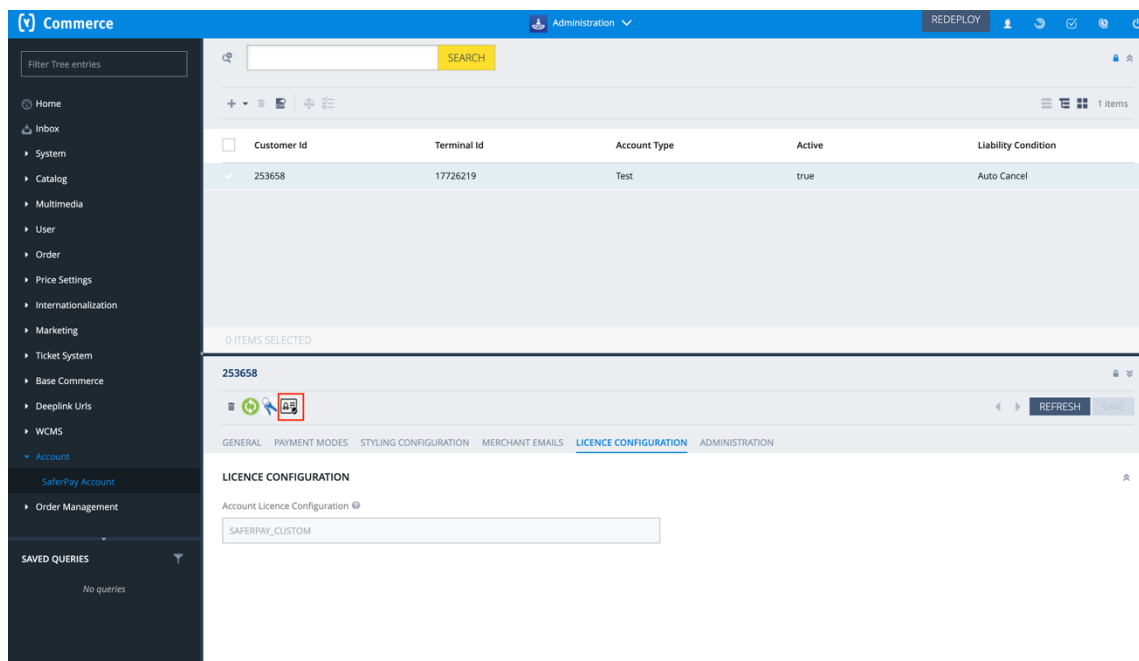 (y) Commerce
Administration
REDEPLOY
Filter Tree entries
Home
Inbox
System
Catalog
Multimedia
User
Order
Price Settings
Internationalization
Marketing
Ticket System
Base Commerce
Deeplink Urls
WCMS
Account
SaferPay Account
Order Management
SAVED QUERIES
No queries
SEARCH
1 items
Customer Id Terminal Id Account Type Active Liability Condition
253658 17726219 Test true Auto Cancel
0 ITEMS SELECTED
253658
REFRESH SAVE
GENERAL PAYMENT MODES STYLING CONFIGURATION MERCHANT EMAILS LICENCE CONFIGURATION ADMINISTRATION
LICENCE CONFIGURATION
Account Licence Configuration
SAFERPAY_CUSTOM